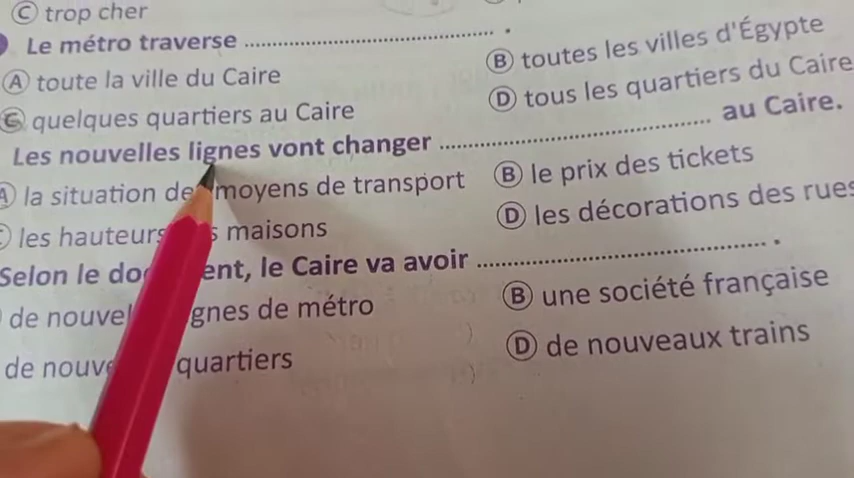 C trop cher
Le métro traverse .
A toute la ville du Caire
B toutes les villes d'Égypte
C quelques quartiers au Caire
D tous les quartiers du Caire
Les nouvelles lignes vont changer au Caire.
A la situation de moyens de transport
B le prix des tickets
les hauteurs maisons
D les décorations des rues
Selon le ent, le Caire va avoir .
de métro
B une société française
de quartiers
D de nouveaux trains